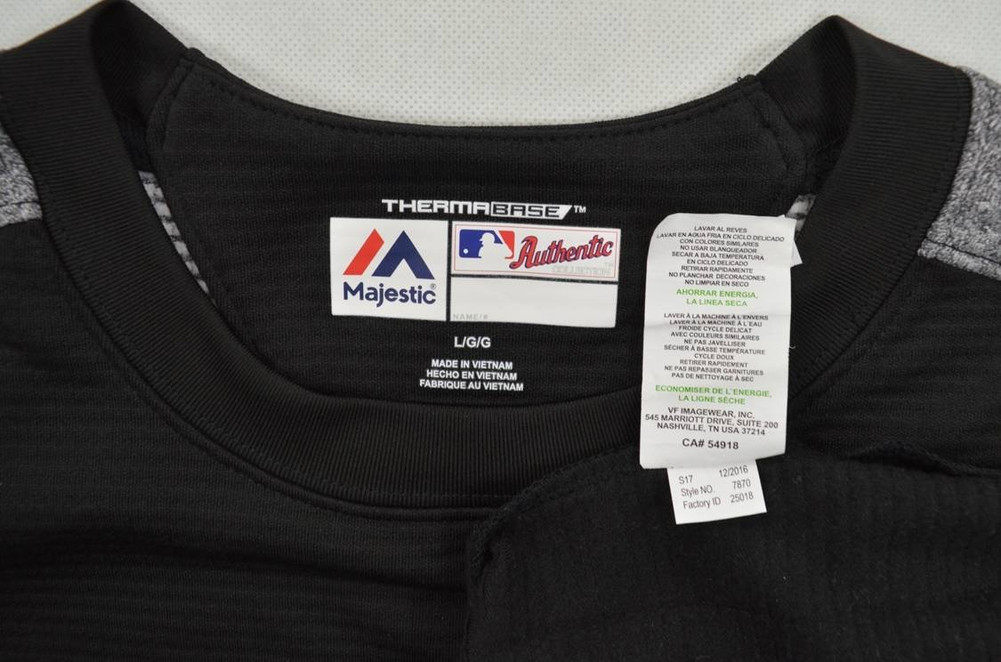 THERMABASE™
Majestic®
Authentic
COLLECTION
NAME/#
L/G/G
MADE IN VIETNAM
HECHO EN VIETNAM
FABRIQUE AU VIETNAM
LAVAR AL REVES
LAVAR EN AQUA FRIA EN CICLO DELICADO
CON COLORES SIMILARES
NO USAR BLANQUEADOR
SECAR A BAJA TEMPERATURA
EN CICLO DELICADO
RETIRAR RAPIDAMENTE
NO PLANCHAR DECORACIONES
NO LIMPIAR EN SECO
AHORRAR ENERGIA,
LA LINEA SECA
LAVER À LA MACHINE À L'ENVERS
LAVER À LA MACHINE À L'EAU
FROIDE CYCLE DELICAT
AVEC COULEURS SIMILAIRES
NE PAS JAVELLISER
SÉCHER À BASSE TEMPÉRATURE
CYCLE DOUX
RETIRER RAPIDEMENT
NE PAS REPASSER GARNITURES
PAS DE NETTOYAGE À SEC
ECONOMISER DE L'ENERGIE,
LA LIGNE SÈCHE
VF IMAGEWEAR, INC.
545 MARRIOTT DRIVE, SUITE 200
NASHVILLE, TN USA 37214
CA# 54918
S17 12/2016
Style NO. 7870
Factory ID 25018